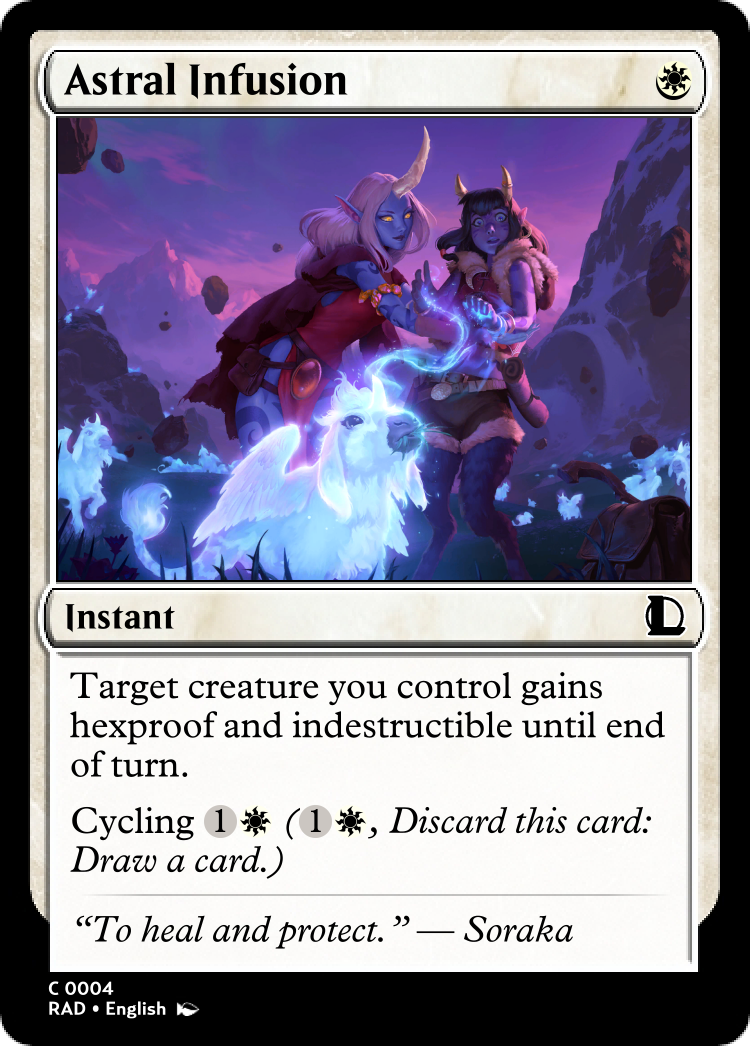 Astral Infusion
Instant
Target creature you control gains
hexproof and indestructible until end
of turn.
Cycling 1 (1, Discard this card:
Draw a card.)
“To heal and protect.” — Soraka
C 0004
RAD • English